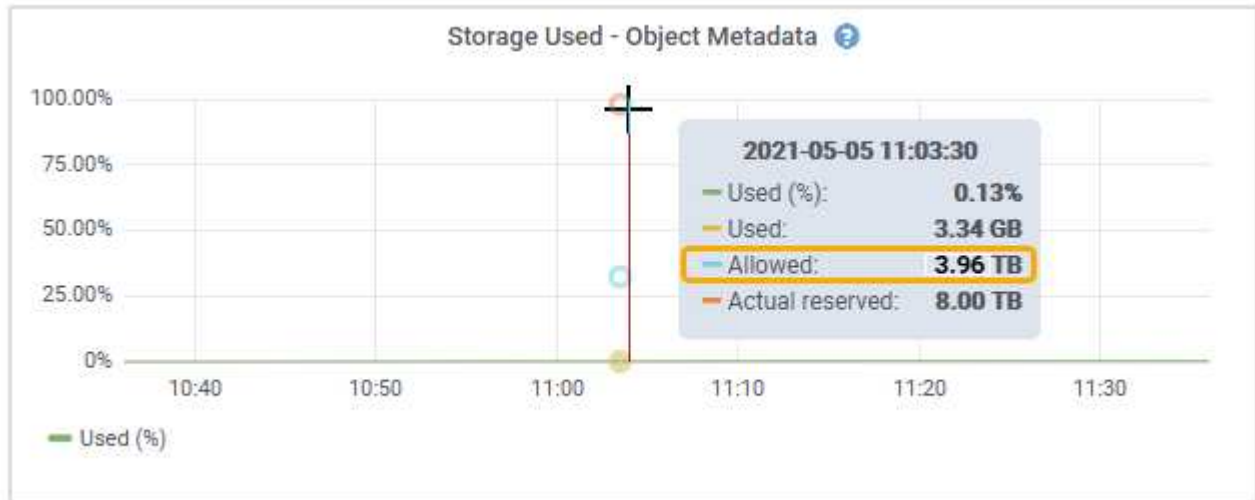 Storage Used - Object Metadata ?
100.00%
75.00%
50.00%
25.00%
0%
10:40 10:50 11:00 11:10 11:20 11:30
2021-05-05 11:03:30
Used (%): 0.13%
Used: 3.34 GB
Allowed: 3.96 TB
Actual reserved: 8.00 TB
Used (%)